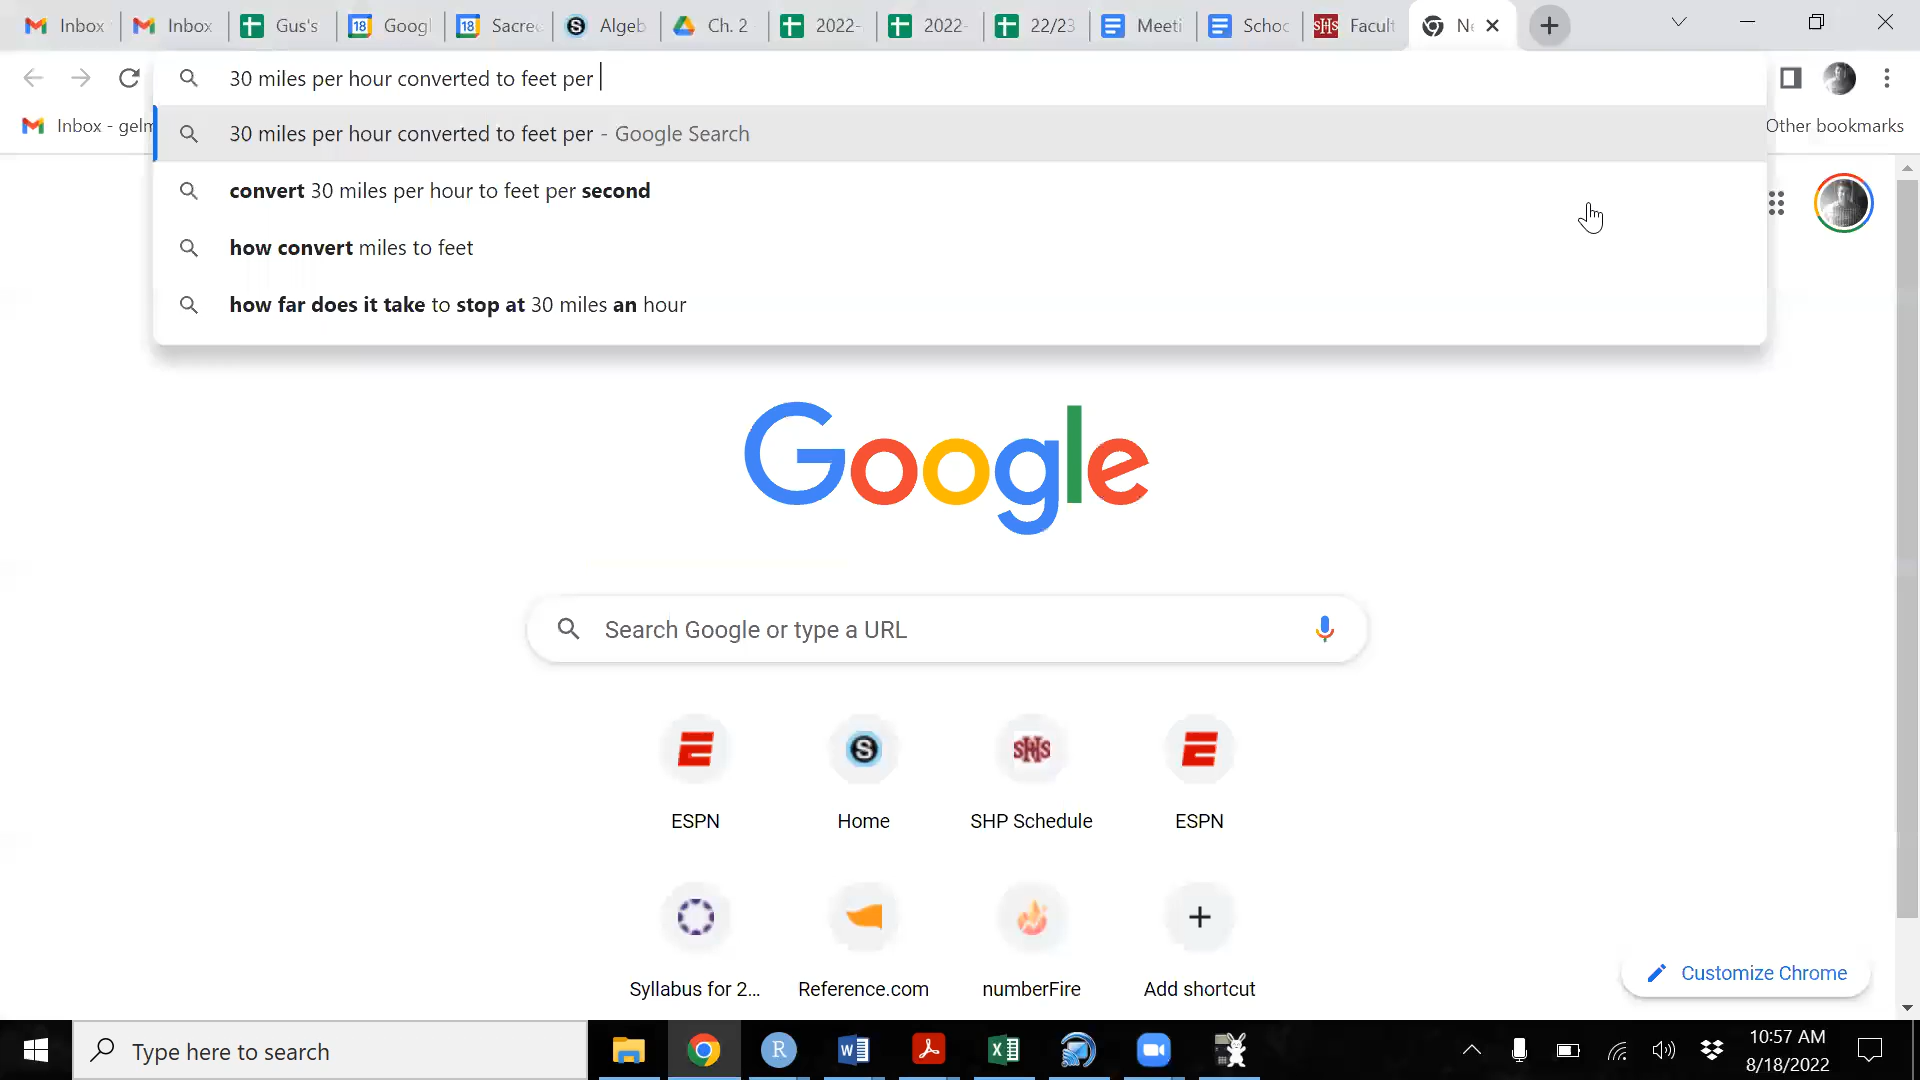 Inbox
Inbox
Gus's
Googl
Sacre
Algeb
Ch. 2
2022-
2022-
22/23
Meeti
Schoo
Facult
Ne
30 miles per hour converted to feet per
Inbox - gelm
Other bookmarks
30 miles per hour converted to feet per - Google Search
convert 30 miles per hour to feet per second
how convert miles to feet
how far does it take to stop at 30 miles an hour
Google
Search Google or type a URL
ESPN
Home
SHP Schedule
ESPN
Syllabus for 2...
Reference.com
numberFire
Add shortcut
Customize Chrome
Type here to search
10:57 AM
8/18/2022